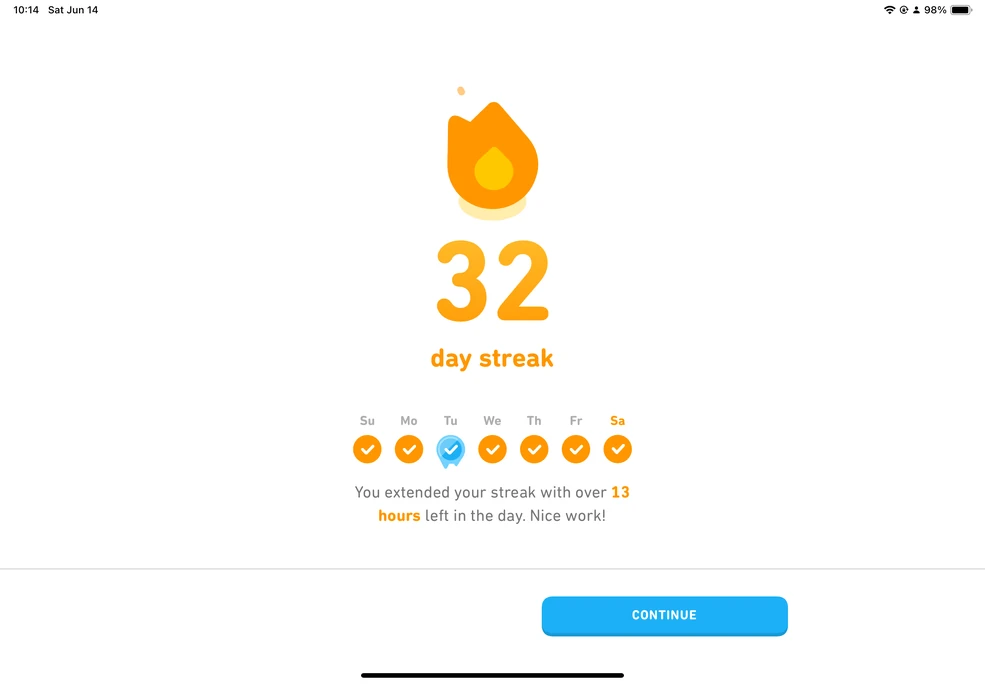 10:14 Sat Jun 14
98%
32
day streak
Su Mo Tu We Th Fr Sa
You extended your streak with over 13
hours left in the day. Nice work!
CONTINUE